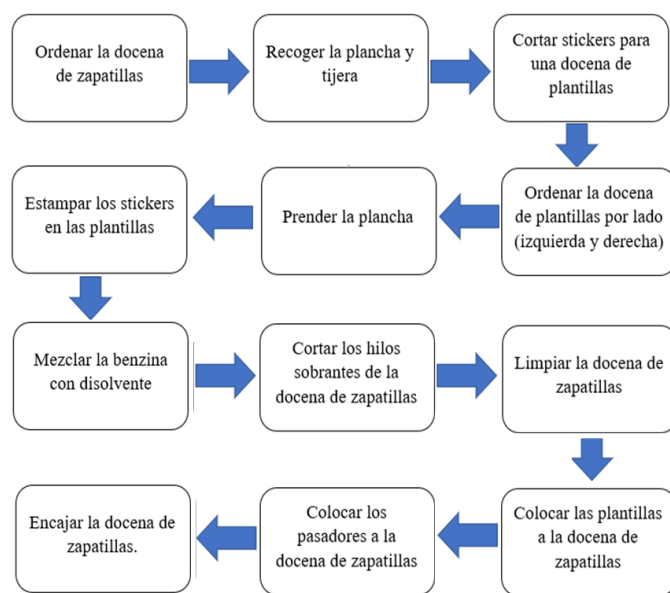 Ordenar la docena
de zapatillas
Recoger la plancha y
tijera
Cortar stickers para
una docena de
plantillas
Ordenar la docena
de plantillas por lado
(izquierda y derecha)
Prender la plancha
Estampar los stickers
en las plantillas
Mezclar la benzina
con disolvente
Cortar los hilos
sobrantes de la
docena de zapatillas
Limpiar la docena de
zapatillas
Colocar las plantillas
a la docena de
zapatillas
Colocar los
pasadores a la
docena de zapatillas
Encajar la docena de
zapatillas.